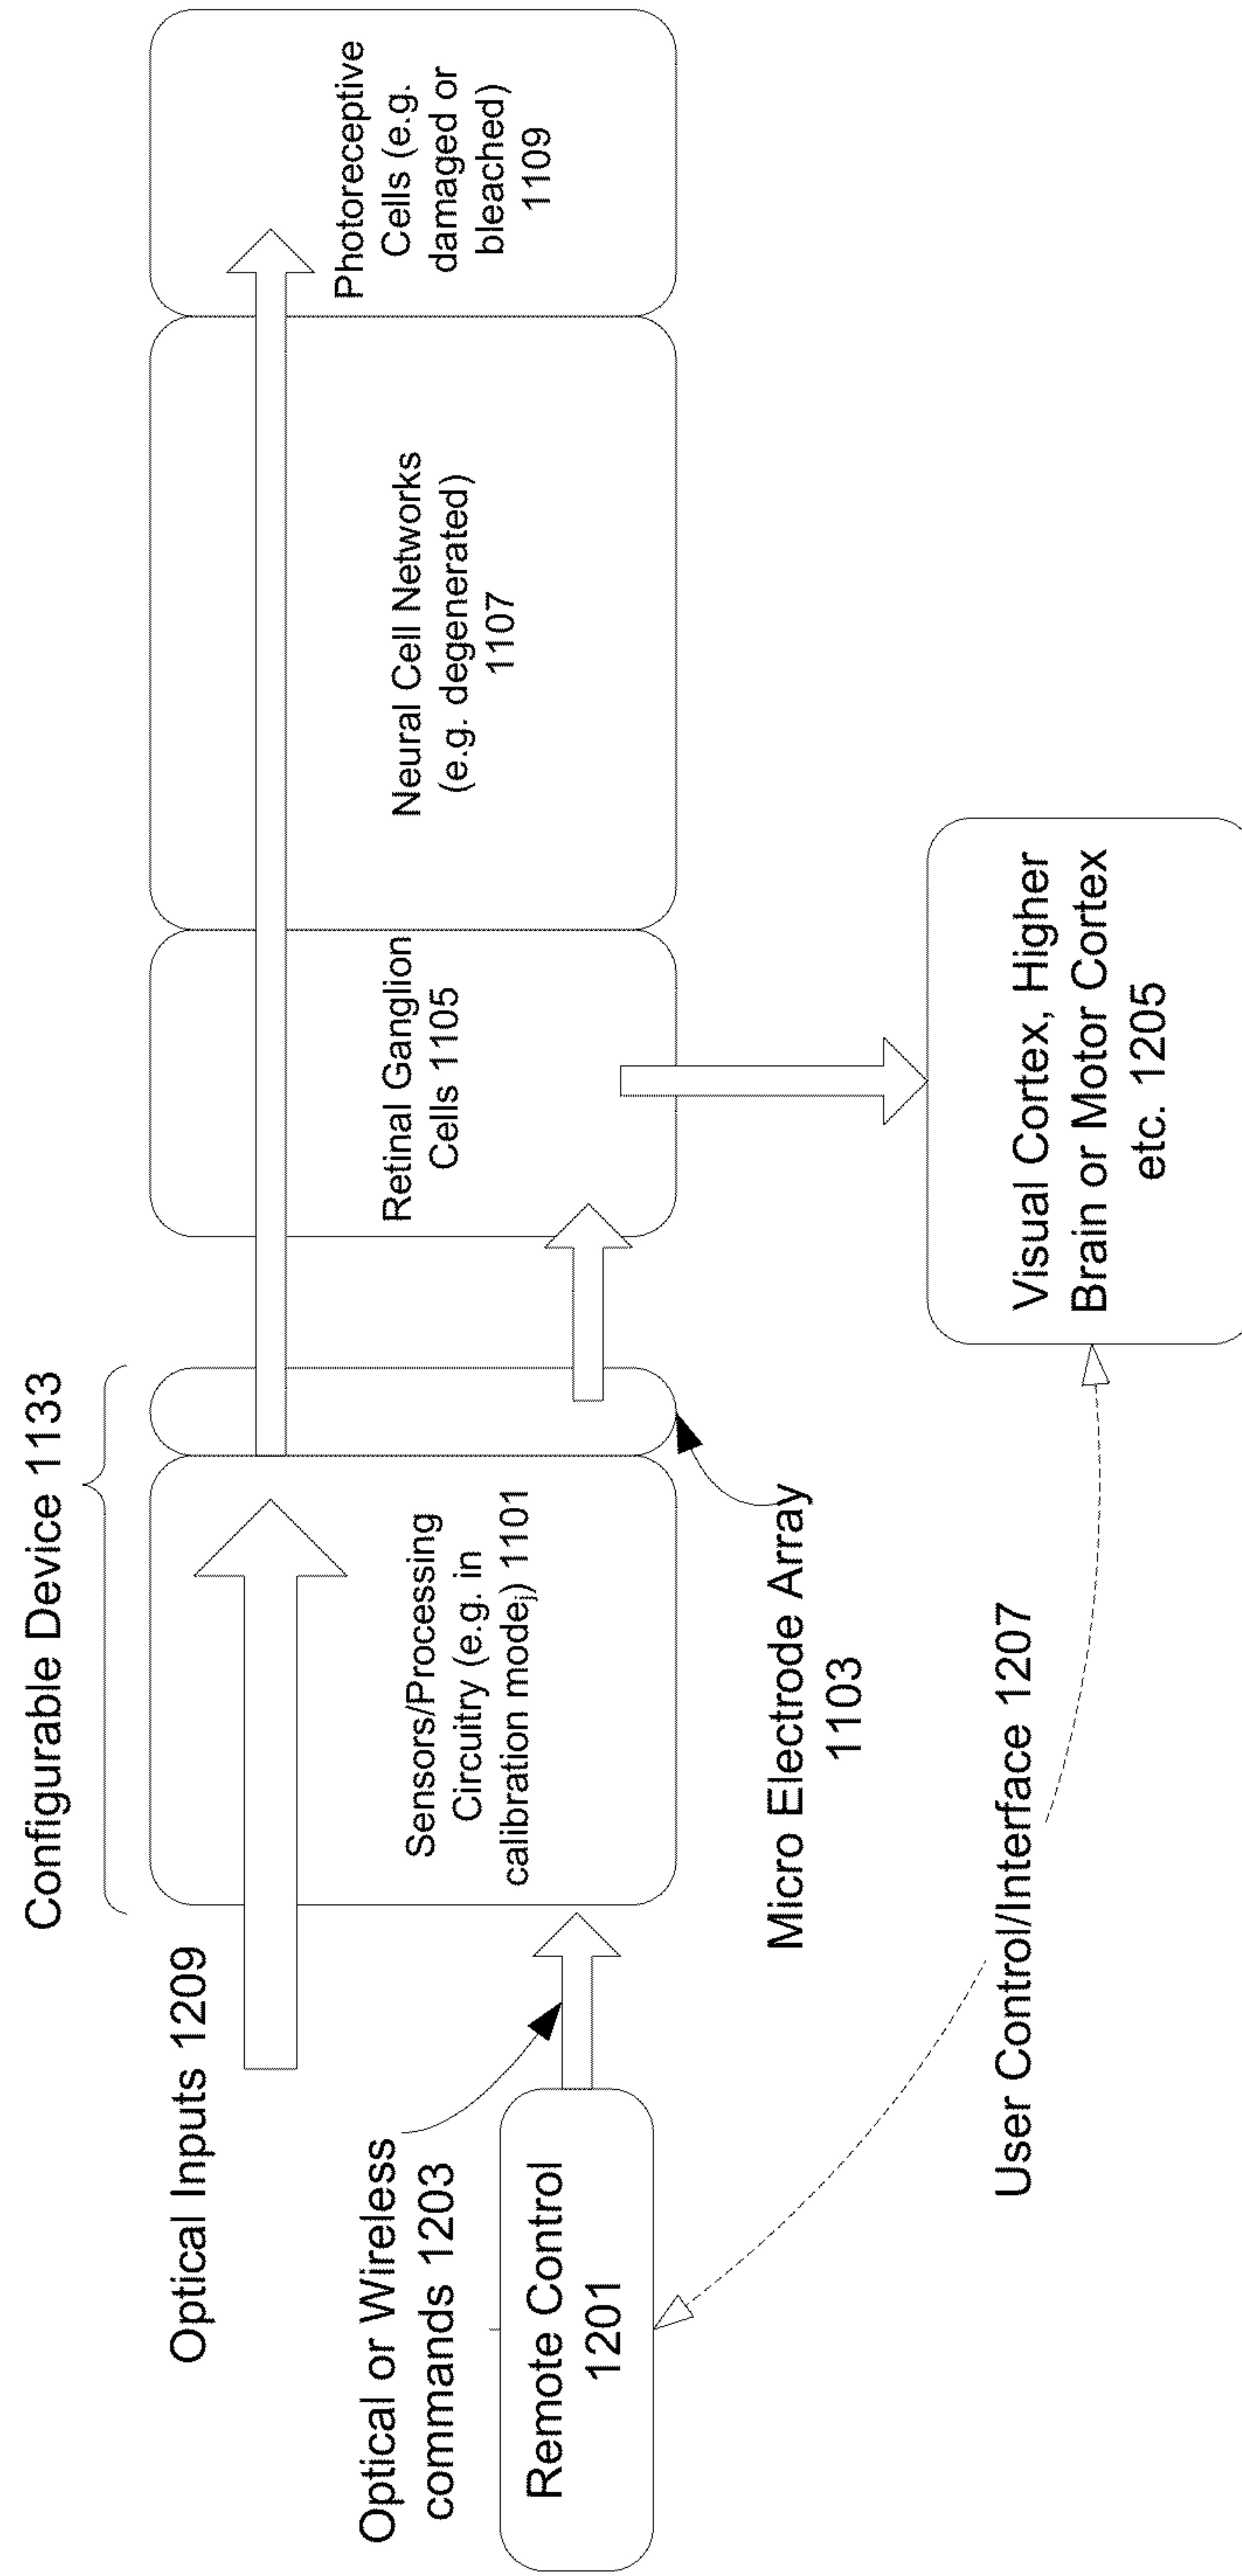 Configurable Device 1133
Optical Inputs 1209
Optical or Wireless
commands 1203
Remote Control
1201
Sensors/Processing
Circuitry (e.g. in
calibration modej) 1101
Micro Electrode Array
1103
Retinal Ganglion
Cells 1105
Neural Cell Networks
(e.g. degenerated)
1107
Photoreceptive
Cells (e.g.
damaged or
bleached)
1109
User Control/Interface 1207
Visual Cortex, Higher
Brain or Motor Cortex
etc. 1205